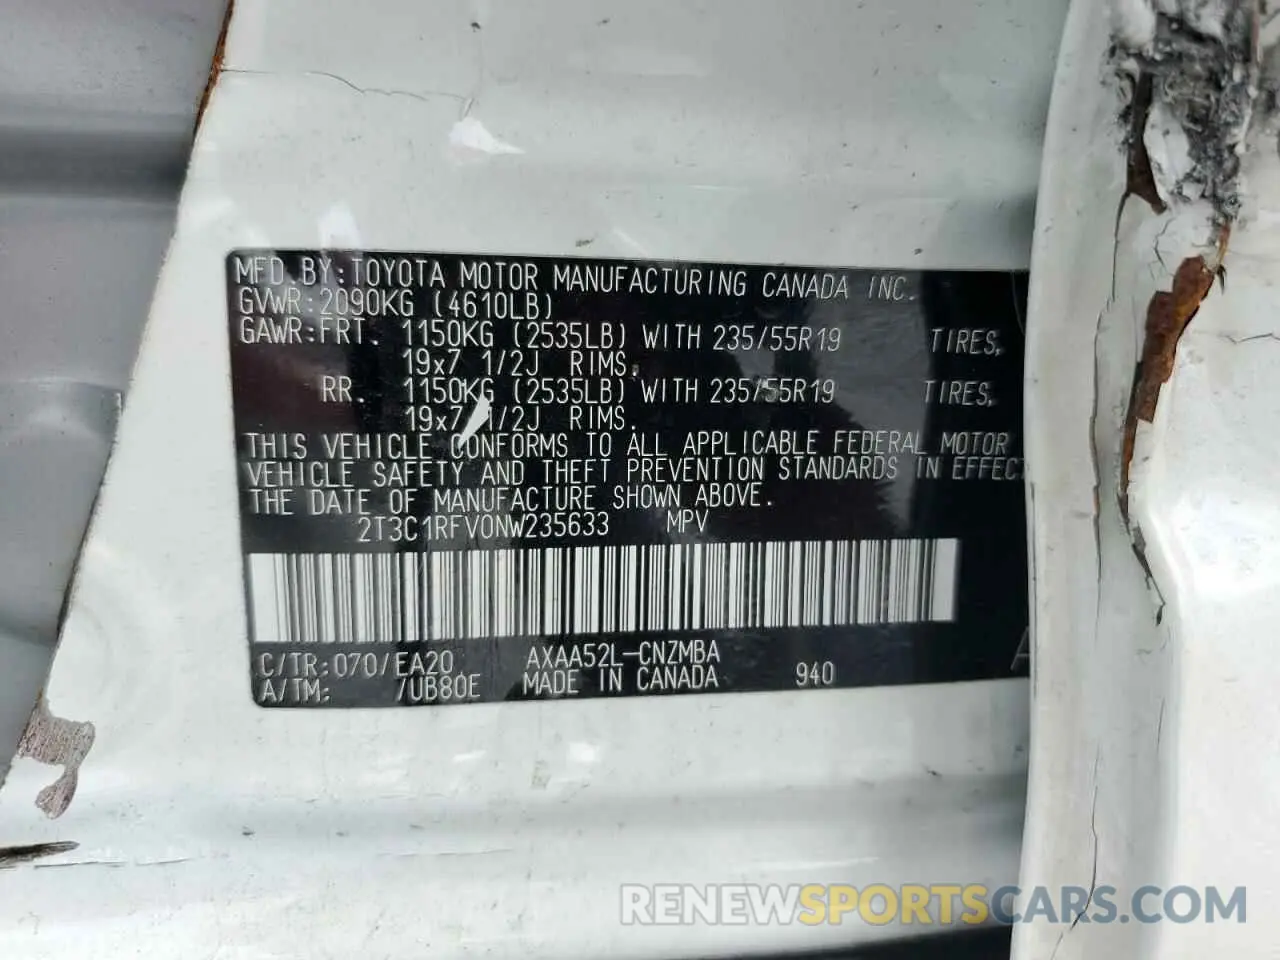 MFD.BY:TOYOTA MOTOR MANUFACTURING CANADA INC.
GVWR:2090KG (4610LB)
GAWR:FRT. 1150KG (2535LB) WITH 235/55R19 TIRES,
19x7 1/2J RIMS.
RR. 1150KG (2535LB) WITH 235/55R19 TIRES,
19x7 1/2J RIMS.
THIS VEHICLE CONFORMS TO ALL APPLICABLE FEDERAL MOTOR
VEHICLE SAFETY AND THEFT PREVENTION STANDARDS IN EFFECT
THE DATE OF MANUFACTURE SHOWN ABOVE.
2T3C1RFV0NW235633 MPV
C/TR:070/EA20 AXAA52L-CNZMBA
A/TM: /UB80E MADE IN CANADA 940
RENEWSPORTSCARS.COM